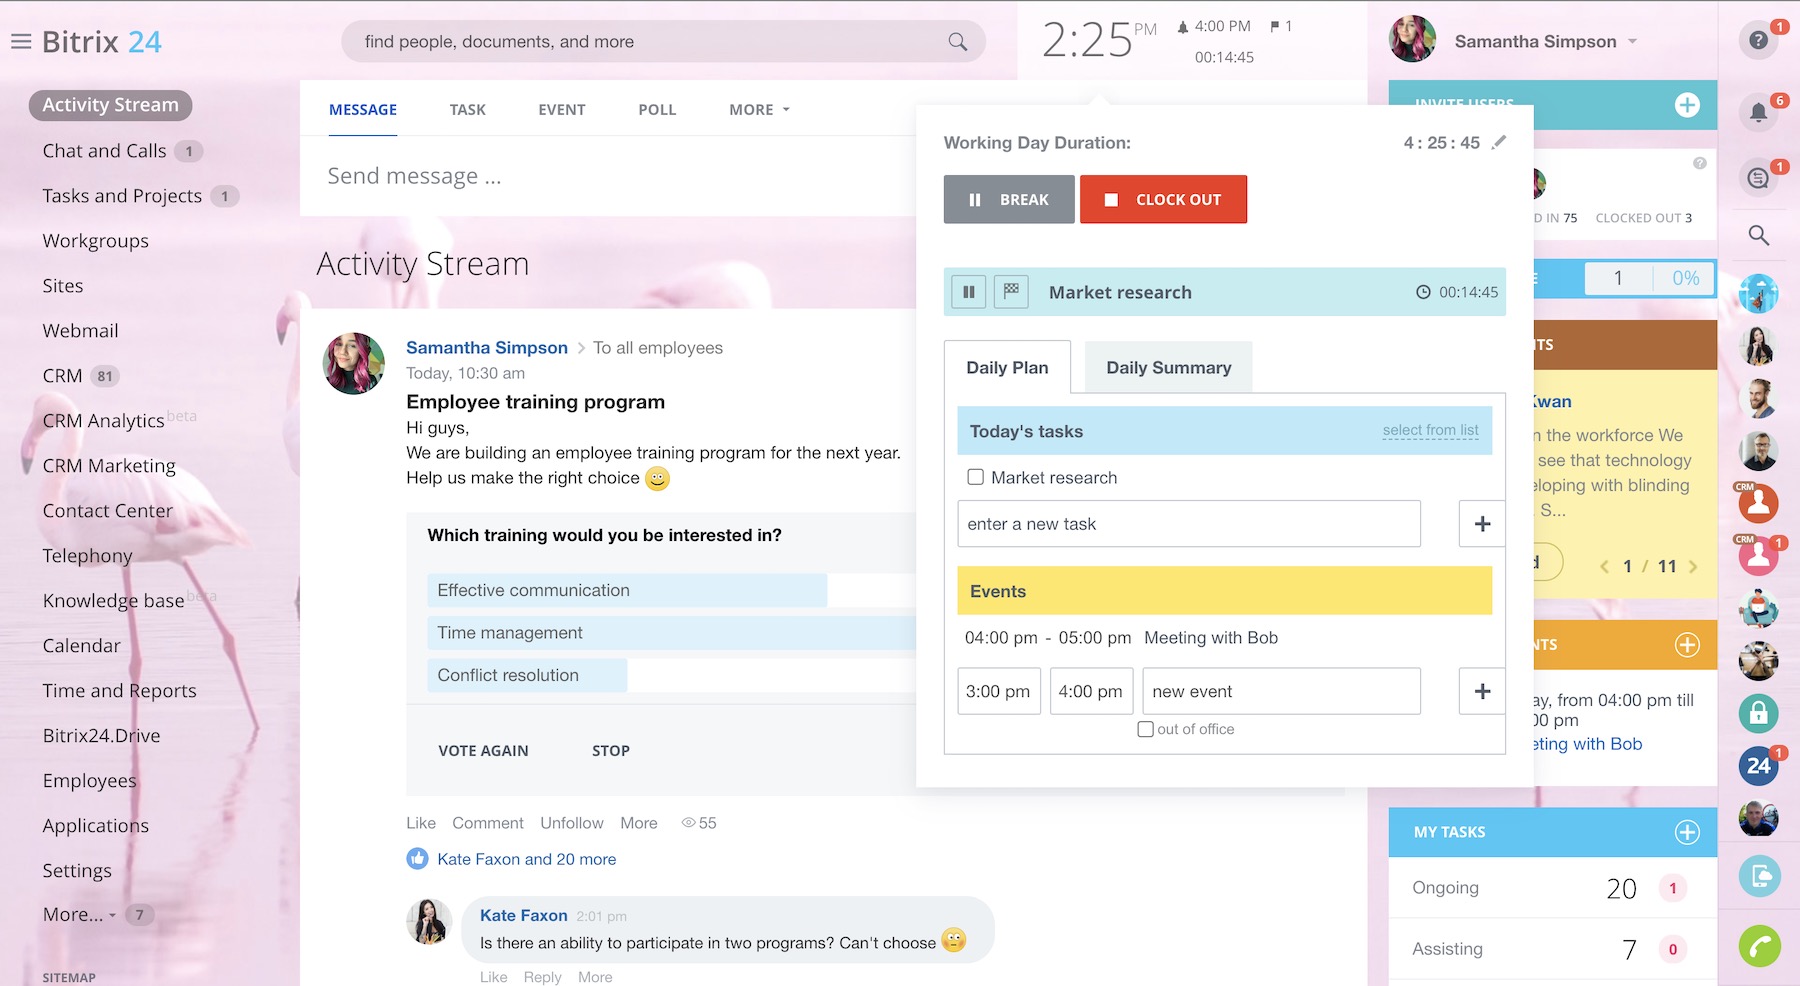 Bitrix 24
find people, documents, and more
2:25 PM
4:00 PM 1
00:14:45
Samantha Simpson
Activity Stream
Chat and Calls 1
Tasks and Projects 1
Workgroups
Sites
Webmail
CRM 81
CRM Analytics beta
CRM Marketing
Contact Center
Telephony
Knowledge base beta
Calendar
Time and Reports
Bitrix24.Drive
Employees
Applications
Settings
More... 7
SITEMAP
MESSAGE TASK EVENT POLL MORE
Send message ...
Activity Stream
Samantha Simpson > To all employees
Today, 10:30 am
Employee training program
Hi guys,
We are building an employee training program for the next year.
Help us make the right choice
Which training would you be interested in?
Effective communication
Time management
Conflict resolution
VOTE AGAIN STOP
Like Comment Unfollow More 55
Kate Faxon and 20 more
Kate Faxon 2:01 pm
Is there an ability to participate in two programs? Can't choose
Like Reply More
Working Day Duration: 4 : 25 : 45
BREAK CLOCK OUT
Market research 00:14:45
Daily Plan Daily Summary
Today's tasks select from list
Market research
enter a new task +
Events
04:00 pm - 05:00 pm Meeting with Bob
3:00 pm 4:00 pm new event +
out of office
INVITE USERS
?
D IN 75 CLOCKED OUT 3
E 1 0%
TS
Kwan
n the workforce We
see that technology
eloping with blinding
. S...
d < 1 / 11 >
NTS
ay, from 04:00 pm till
00 pm
eting with Bob
MY TASKS
Ongoing 20 1
Assisting 7 0
? 1
6
1
CRM
CRM 1
24 1